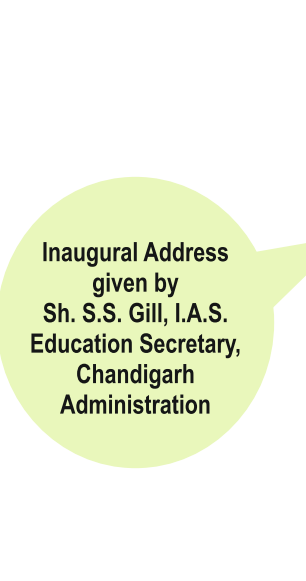 Inaugural Address
given by
Sh. S.S. Gill, I.A.S.
Education Secretary,
Chandigarh
Administration